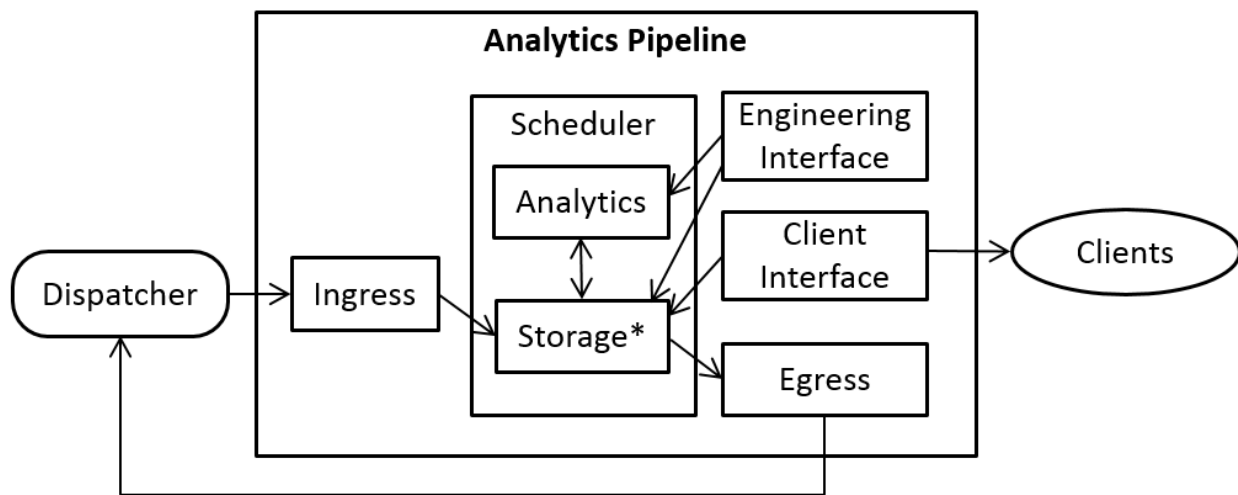 Analytics Pipeline
Scheduler
Analytics
Storage*
Engineering
Interface
Client
Interface
Egress
Dispatcher
Ingress
Clients